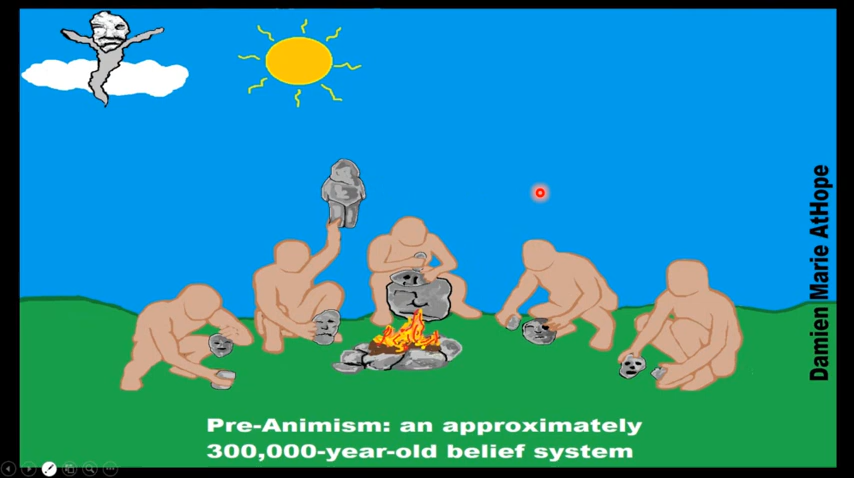 Damien Marie AtHope
Pre-Animism: an approximately
300,000-year-old belief system